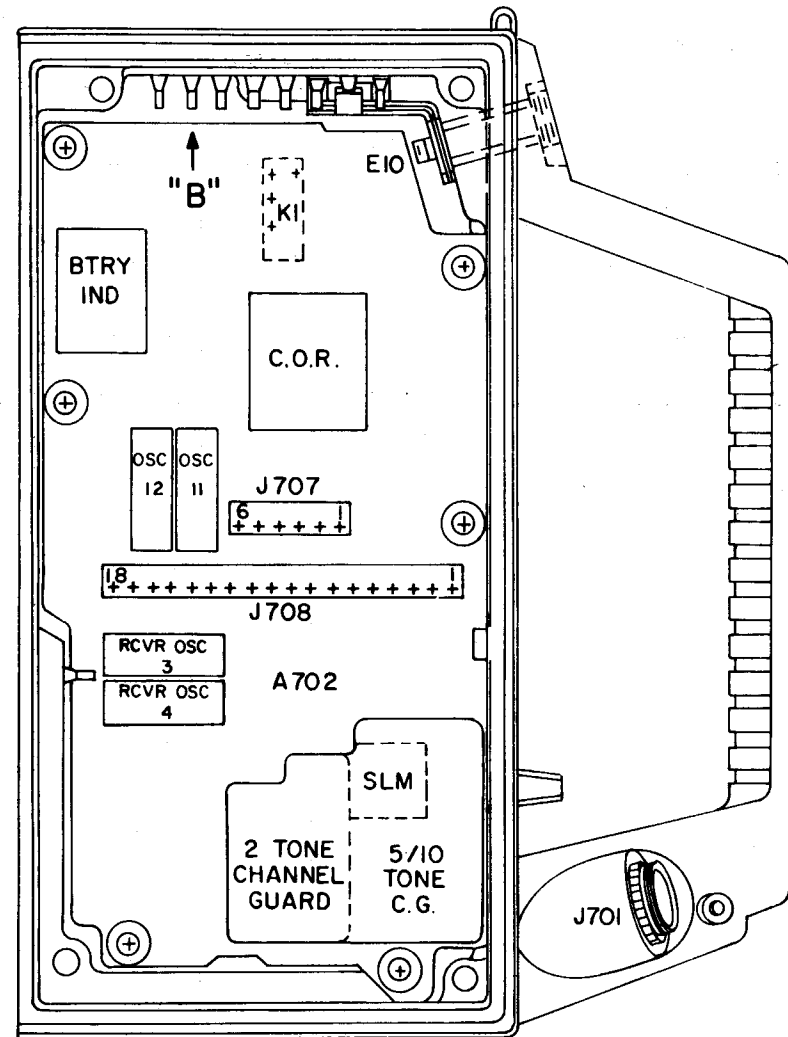 "B"
E10
K1
BTRY
IND
C.O.R.
OSC
12
OSC
11
J707
6
1
18
1
J708
RCVR OSC
3
RCVR OSC
4
A702
SLM
2 TONE
CHANNEL
GUARD
5/10
TONE
C.G.
J701